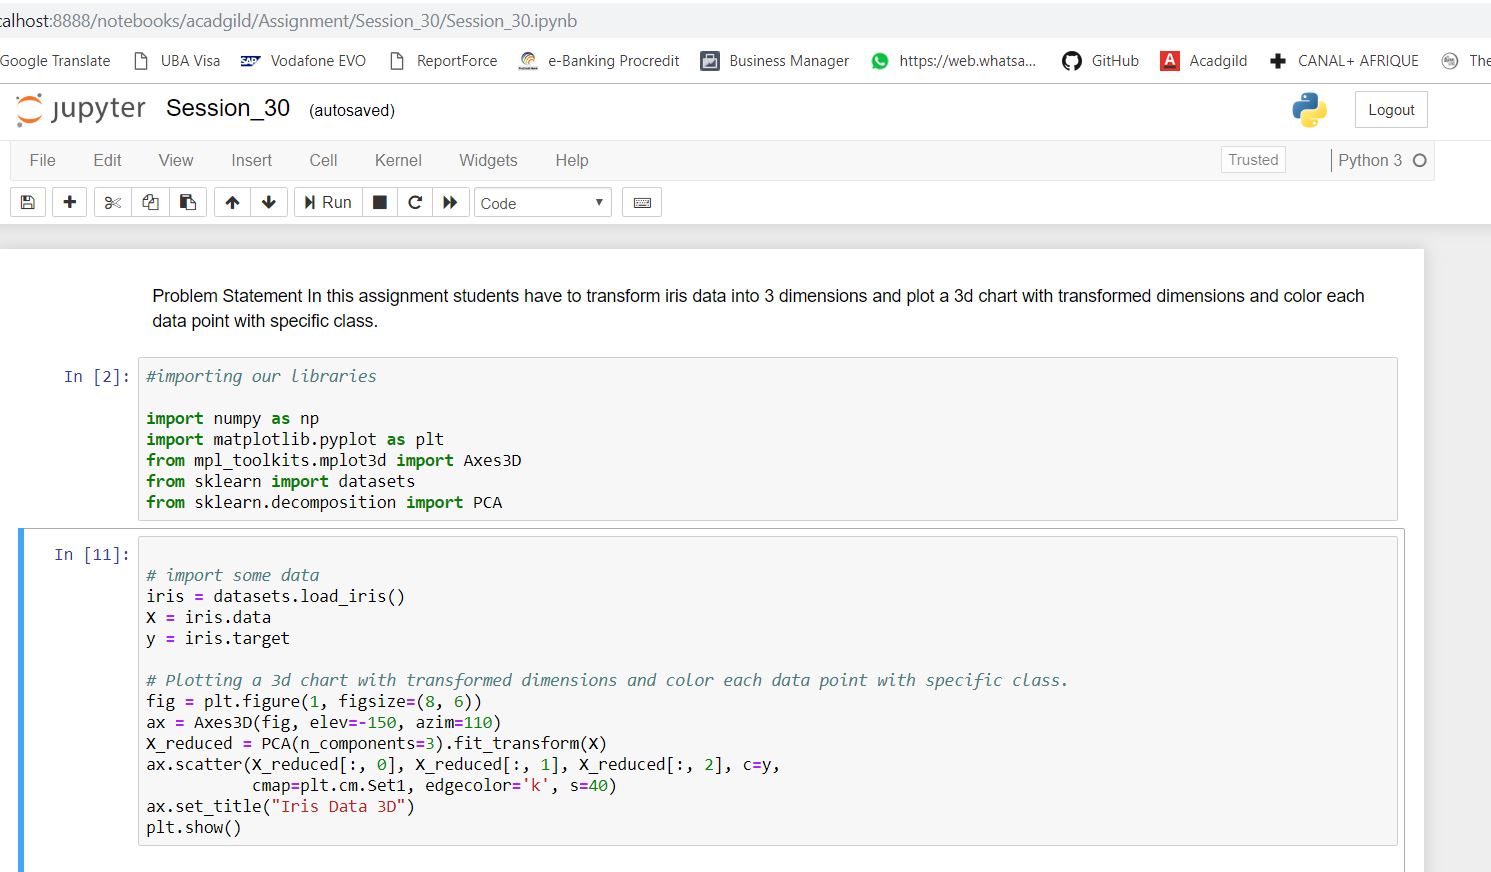 calhost:8888/notebooks/acadgild/Assignment/Session_30/Session_30.ipynb
Google Translate UBA Visa SAP Vodafone EVO ReportForce e-Banking Procredit Business Manager https://web.whatsa... GitHub A Acadgild CANAL+ AFRIQUE The
jupyter Session_30 (autosaved) Logout
File Edit View Insert Cell Kernel Widgets Help Trusted Python 3
Run Code
Problem Statement In this assignment students have to transform iris data into 3 dimensions and plot a 3d chart with transformed dimensions and color each
data point with specific class.
In [2]: #importing our libraries
import numpy as np
import matplotlib.pyplot as plt
from mpl_toolkits.mplot3d import Axes3D
from sklearn import datasets
from sklearn.decomposition import PCA
In [11]:
# import some data
iris = datasets.load_iris()
X = iris.data
y = iris.target
# Plotting a 3d chart with transformed dimensions and color each data point with specific class.
fig = plt.figure(1, figsize=(8, 6))
ax = Axes3D(fig, elev=-150, azim=110)
X_reduced = PCA(n_components=3).fit_transform(X)
ax.scatter(X_reduced[:, 0], X_reduced[:, 1], X_reduced[:, 2], c=y,
cmap=plt.cm.Set1, edgecolor='k', s=40)
ax.set_title("Iris Data 3D")
plt.show()